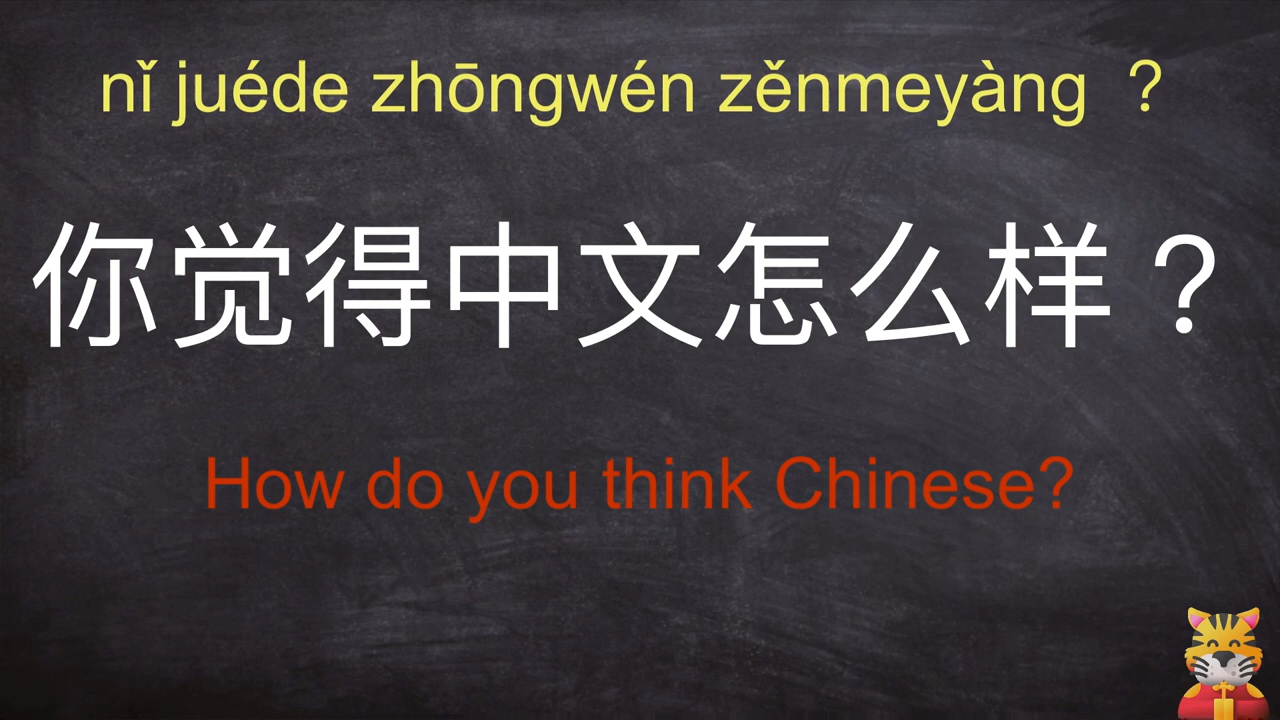 nǐ juéde zhōngwén zěnmeyàng ？
你觉得中文怎么样？
How do you think Chinese?